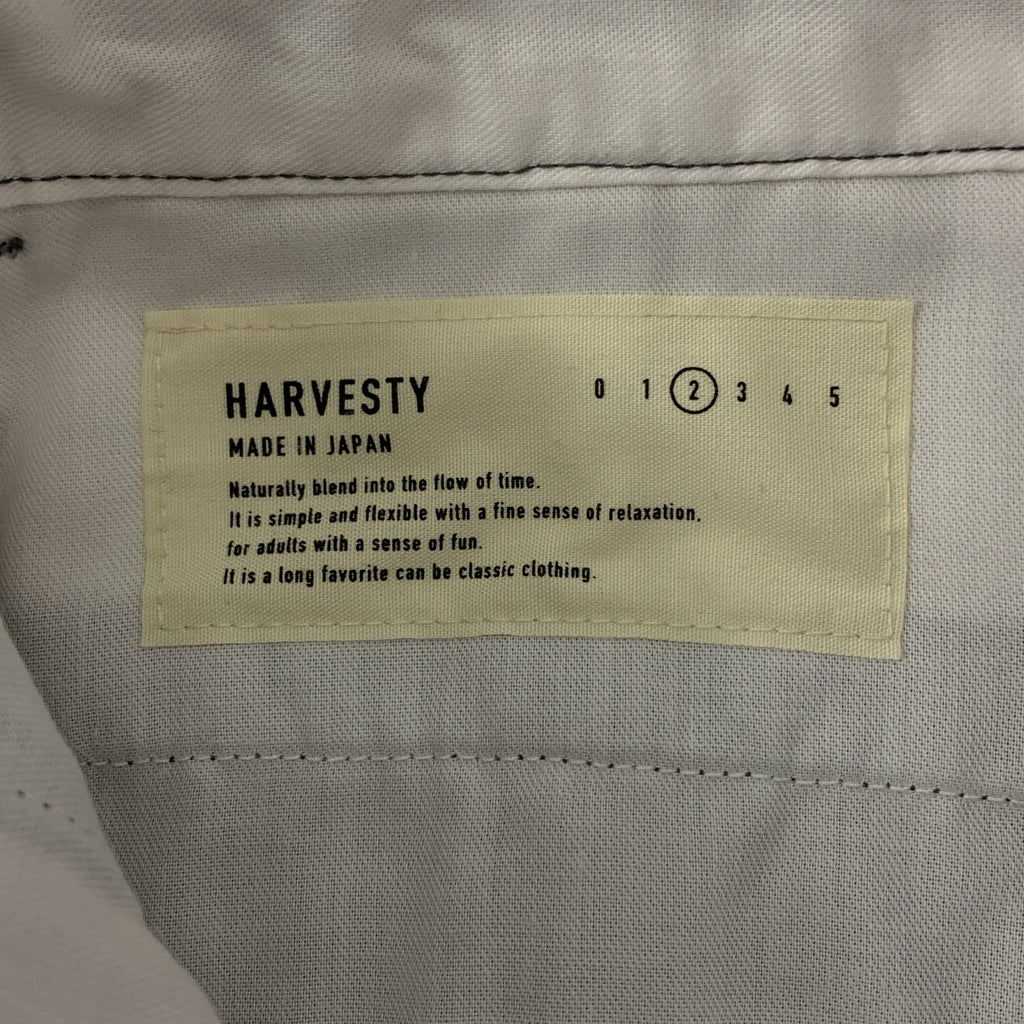 HARVESTY 0 1 2 3 4 5
MADE IN JAPAN
Naturally blend into the flow of time.
It is simple and flexible with a fine sense of relaxation,
for adults with a sense of fun.
It is a long favorite can be classic clothing.